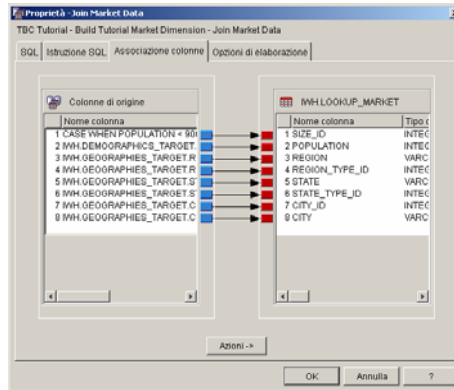 Proprietà - Join Market Data
TBC Tutorial - Build Tutorial Market Dimension - Join Market Data
SQL Istruzione SQL Associazione colonne Opzioni di elaborazione
Colonne di origine
Nome colonna
1 CASE WHEN POPULATION < 90
2 IWH.DEMOGRAPHICS_TARGET.
3 IWH.GEOGRAPHIES_TARGET.R
4 IWH.GEOGRAPHIES_TARGET.R
5 IWH.GEOGRAPHIES_TARGET.S
6 IWH.GEOGRAPHIES_TARGET.S
7 IWH.GEOGRAPHIES_TARGET.C
8 IWH.GEOGRAPHIES_TARGET.C
IWH.LOOKUP_MARKET
Nome colonna Tipo d
1 SIZE_ID INTEG
2 POPULATION INTEG
3 REGION VARC
4 REGION_TYPE_ID INTEG
5 STATE VARC
6 STATE_TYPE_ID INTEG
7 CITY_ID INTEG
8 CITY VARC
Azioni ->
OK Annulla ?